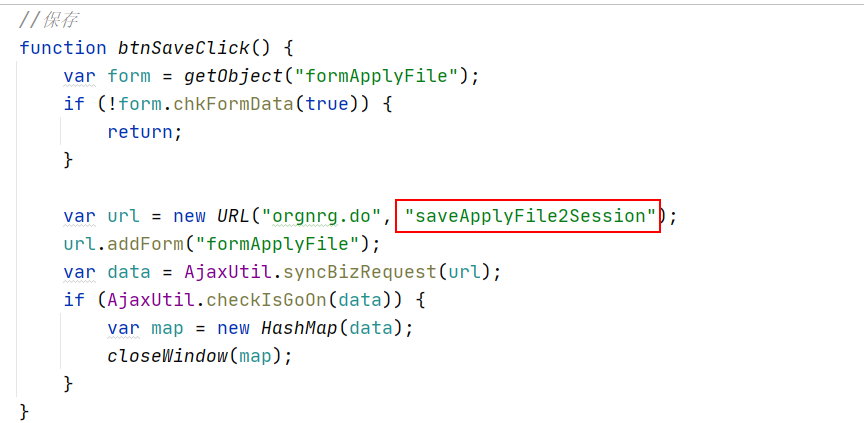 //保存
function btnSaveClick() {
    var form = getObject("formApplyFile");
    if (!form.chkFormData(true)) {
        return;
    }

    var url = new URL("orgnrg.do", "saveApplyFile2Session");
    url.addForm("formApplyFile");
    var data = AjaxUtil.syncBizRequest(url);
    if (AjaxUtil.checkIsGoOn(data)) {
        var map = new HashMap(data);
        closeWindow(map);
    }
}